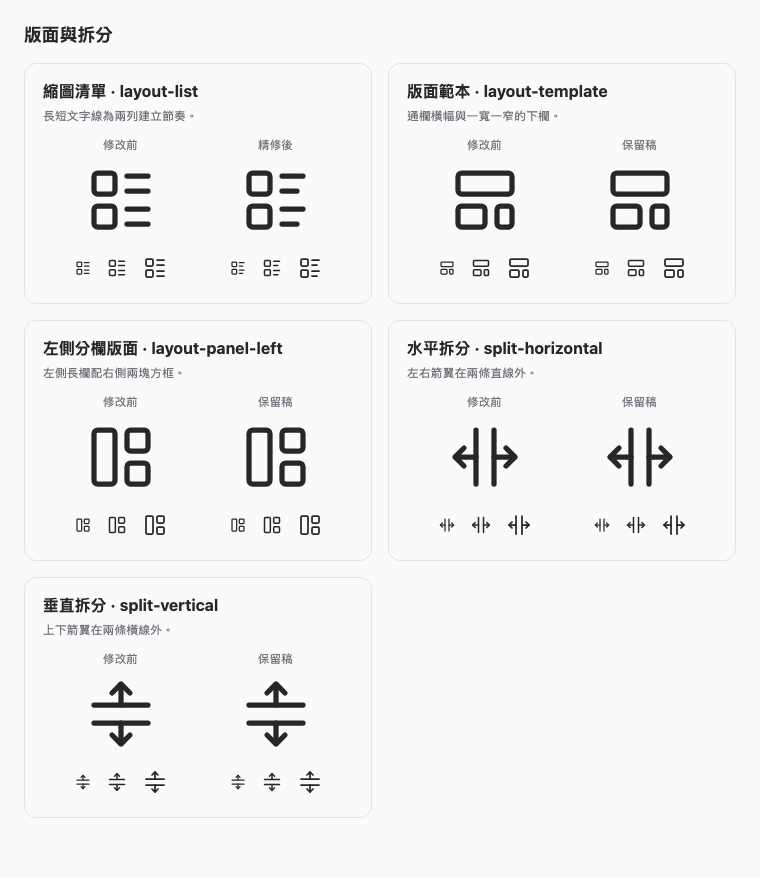 版面與拆分
縮圖清單 · layout-list
長短文字線為兩列建立節奏。
修改前
精修後
版面範本 · layout-template
通欄橫幅與一寬一窄的下欄。
修改前
保留稿
左側分欄版面 · layout-panel-left
左側長欄配右側兩塊方框。
修改前
保留稿
水平拆分 · split-horizontal
左右箭翼在兩條直線外。
修改前
保留稿
垂直拆分 · split-vertical
上下箭翼在兩條橫線外。
修改前
保留稿